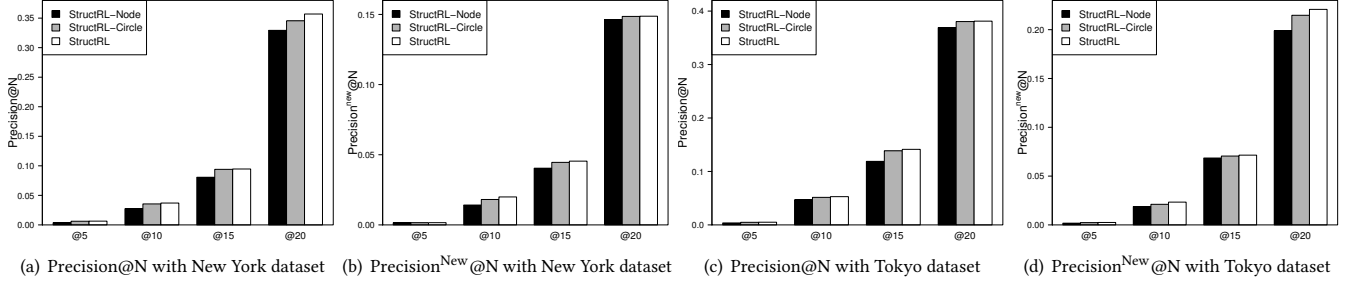 Precision@N
0.00 0.05 0.10 0.15 0.20 0.25 0.30 0.35
StructRL-Node
StructRL-Circle
StructRL
@5 @10 @15 @20
(a) Precision@N with New York dataset
Precision^new@N
0.00 0.05 0.10 0.15
StructRL-Node
StructRL-Circle
StructRL
@5 @10 @15 @20
(b) Precision^New@N with New York dataset
Precision@N
0.0 0.1 0.2 0.3 0.4
StructRL-Node
StructRL-Circle
StructRL
@5 @10 @15 @20
(c) Precision@N with Tokyo dataset
Precision^new@N
0.00 0.05 0.10 0.15 0.20
StructRL-Node
StructRL-Circle
StructRL
@5 @10 @15 @20
(d) Precision^New@N with Tokyo dataset